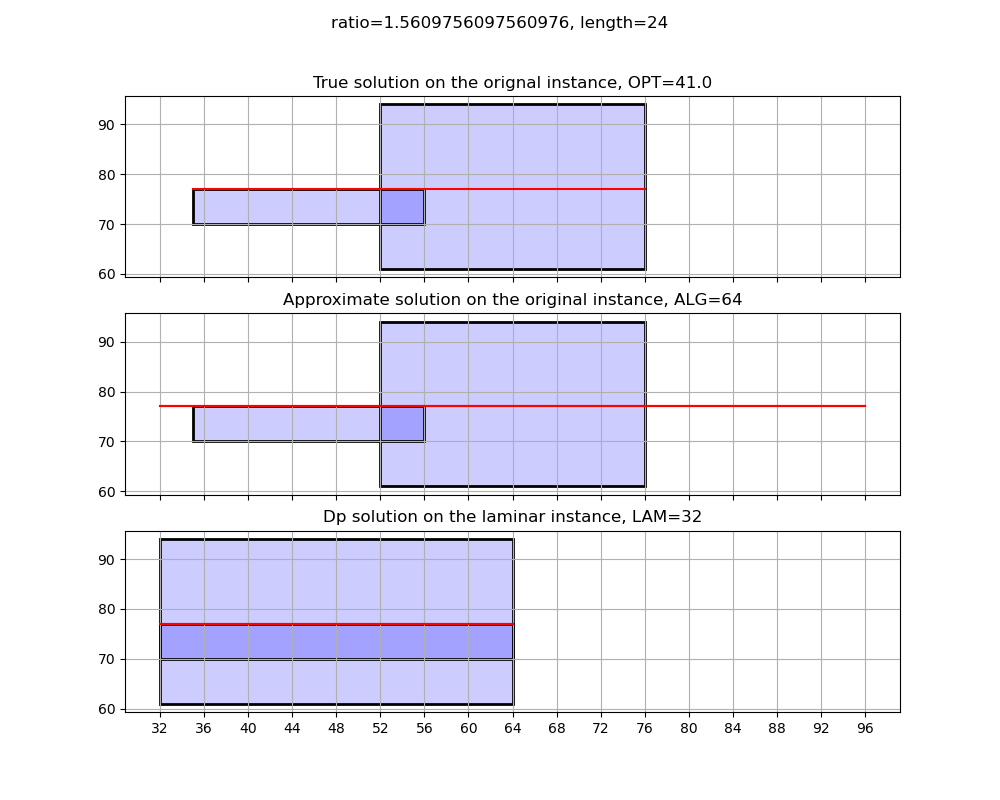 ratio=1.5609756097560976, length=24
True solution on the orignal instance, OPT=41.0
90
80
70
60
Approximate solution on the original instance, ALG=64
90
80
70
60
Dp solution on the laminar instance, LAM=32
90
80
70
60
32 36 40 44 48 52 56 60 64 68 72 76 80 84 88 92 96